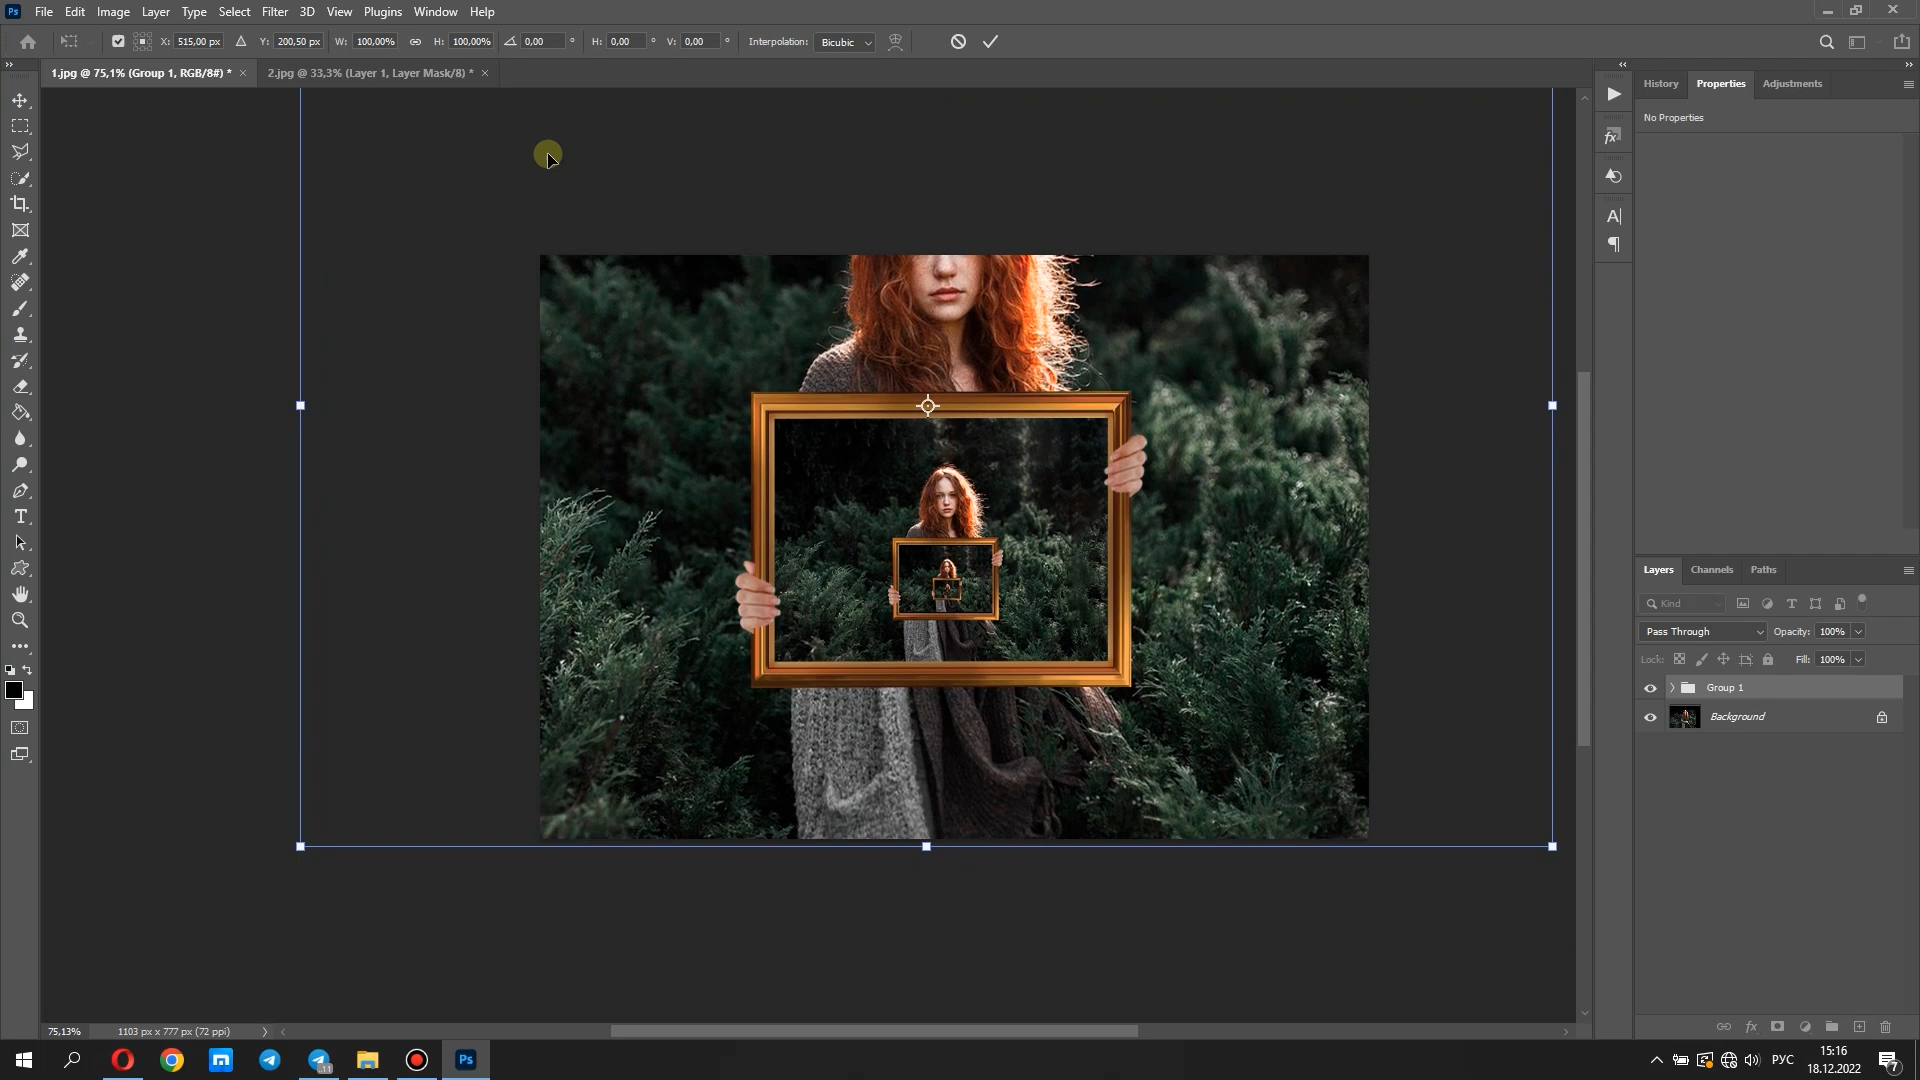 Ps File Edit Image Layer Type Select Filter 3D View Plugins Window Help
X: 515,00 px Y: 200,50 px W: 100,00% H: 100,00% 0,00 ° H: 0,00 ° V: 0,00 ° Interpolation: Bicubic
1.jpg @ 75,1% (Group 1, RGB/8#) * × 2.jpg @ 33,3% (Layer 1, Layer Mask/8) * ×
History Properties Adjustments
No Properties
Layers Channels Paths
Kind
Pass Through Opacity: 100%
Lock: Fill: 100%
Group 1
Background
75,13% 1103 px x 777 px (72 ppi)
..11 Ps РУС 15:16
18.12.2022 7